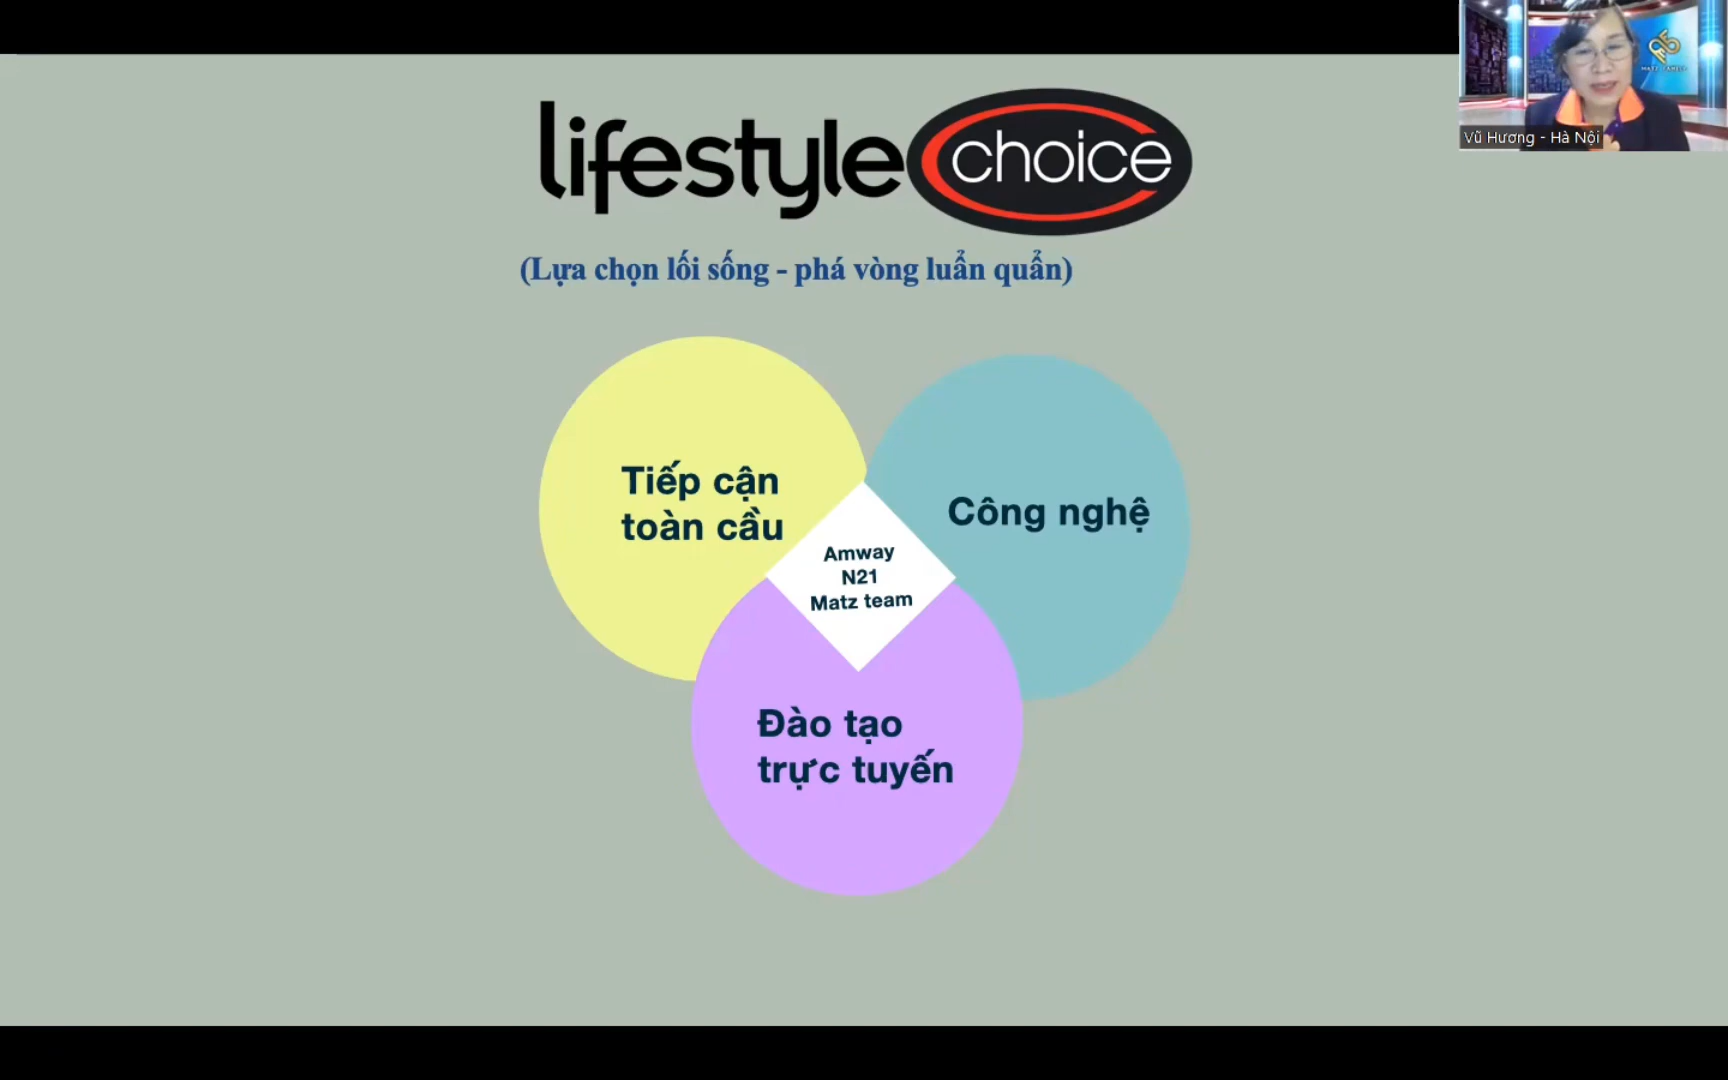 lifestyle choice
(Lựa chọn lối sống - phá vòng luẩn quẩn)
Tiếp cận
toàn cầu
Công nghệ
Amway
N21
Matz team
Đào tạo
trực tuyến
Vũ Hương - Hà Nội